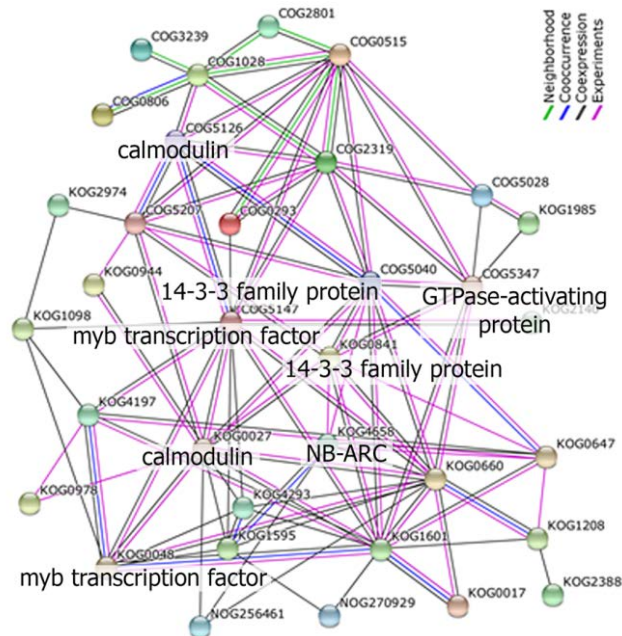 COG2801
COG3239
COG0515
COG1028
Neighborhood
Cooccurrence
Coexpression
Experiments
COG0806
COG5126
calmodulin
COG2319
COG5028
KOG2974
COG5207
COG0293
KOG1985
KOG0944
COG5040
COG5347
14-3-3 family protein
GTPase-activating
protein
COG5147
KOG2140
KOG1098
myb transcription factor
KOG0841
14-3-3 family protein
KOG4197
KOG0027
KOG4658
calmodulin
NB-ARC
KOG0647
KOG0660
KOG0978
KOG4293
KOG1595
KOG1601
KOG1208
KOG0048
myb transcription factor
KOG2388
NOG256461
NOG270929
KOG0017